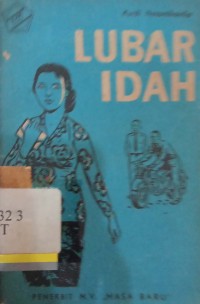 LUBAR
IDAH
32 3
T
PENERBIT N.V. „MASA BARU"